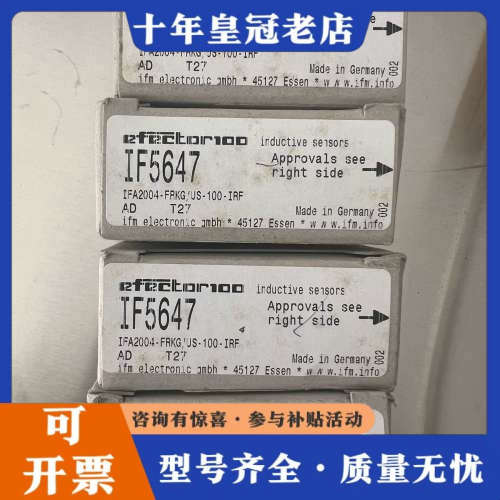 十年皇冠老店
IFA2004-FRKG/US-100-IRF
AD T27
Made in Germany
ifm electronic gmbh * 45127 Essen * www.ifm.info
002
efector100
inductive sensors
IF5647
Approvals see
right side
IFA2004-FRKG/US-100-IRF
AD T27
Made in Germany
ifm electronic gmbh * 45127 Essen * www.ifm.info
002
efector100
inductive sensors
IF5647
Approvals see
right side
IFA2004-FRKG/US-100-IRF
AD T27
Made in Germany
ifm electronic gmbh * 45127 Essen * www.ifm.info
002
咨询有惊喜·参与补贴活动
可
开票
型号齐全·质量无忧